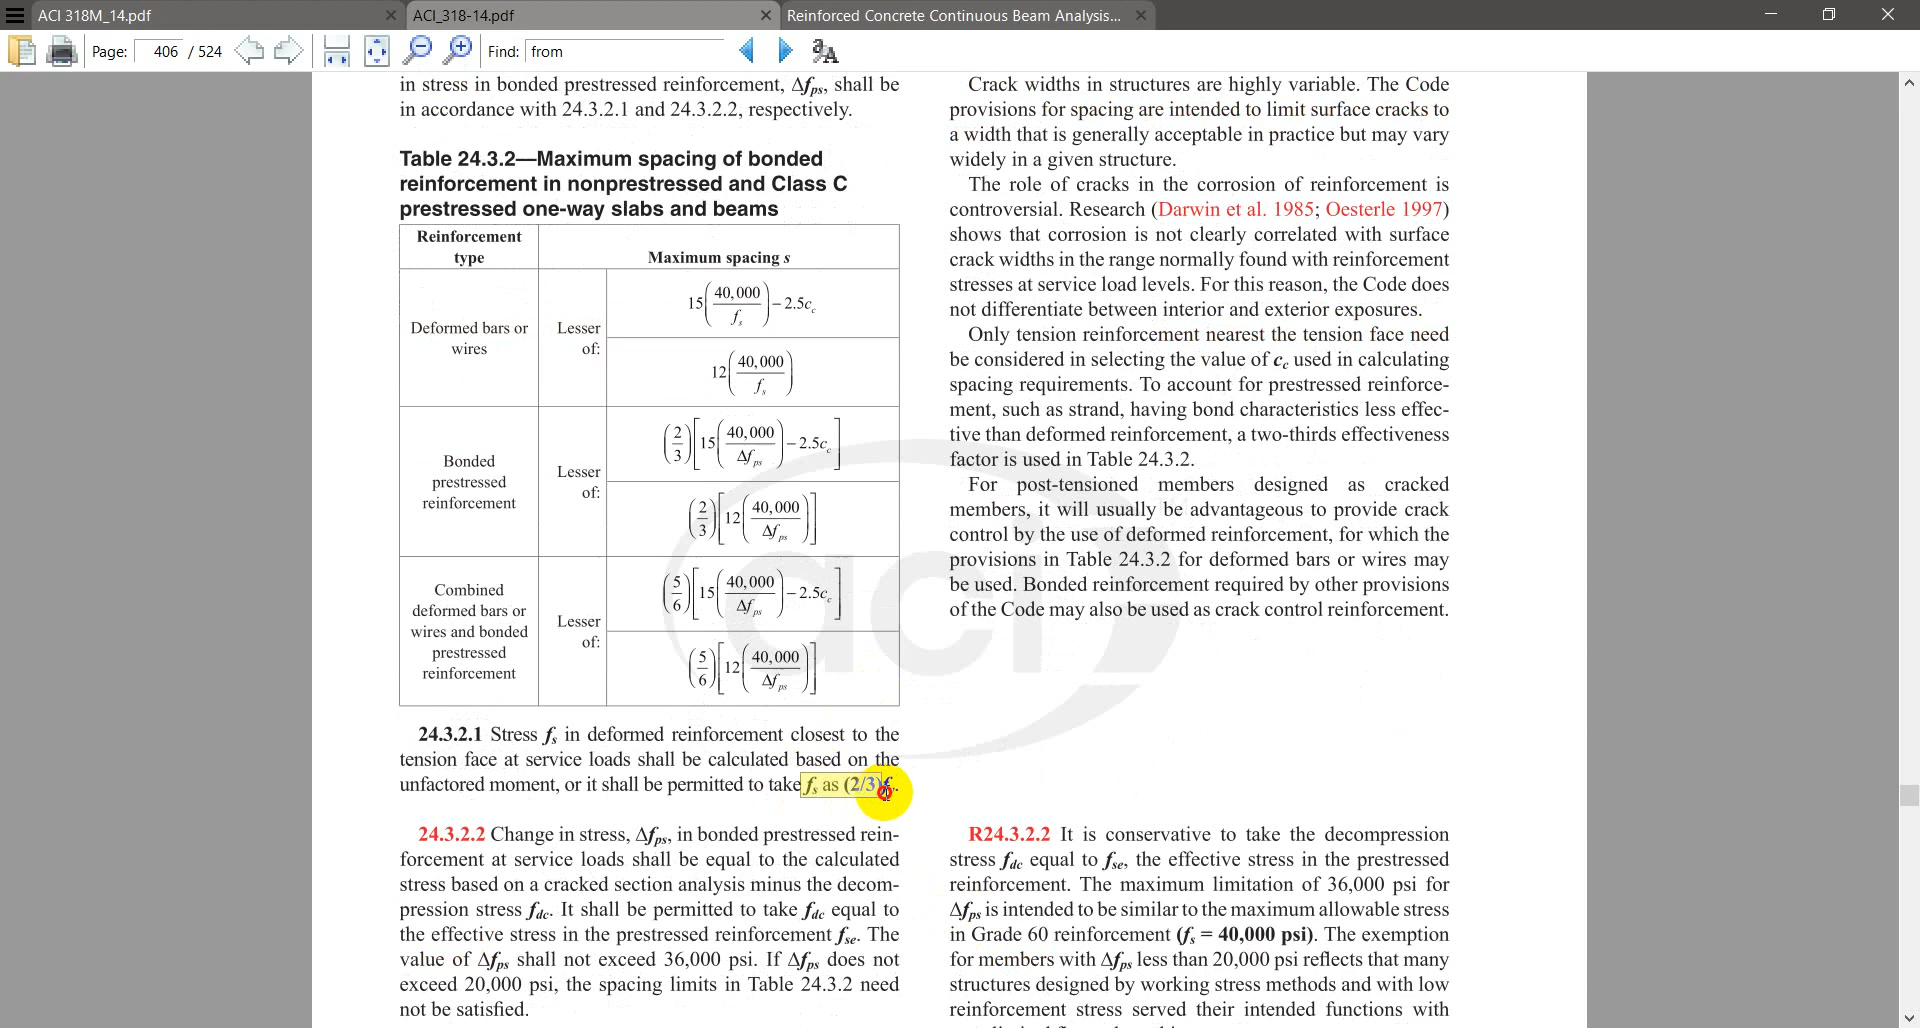 ACI 318M_14.pdf
ACI_318-14.pdf
Reinforced Concrete Continuous Beam Analysis...
Page: 406 / 524
Find: from
in stress in bonded prestressed reinforcement, Δfps, shall be
in accordance with 24.3.2.1 and 24.3.2.2, respectively.
Table 24.3.2—Maximum spacing of bonded
reinforcement in nonprestressed and Class C
prestressed one-way slabs and beams
Reinforcement
type
Maximum spacing s
Deformed bars or
wires
Lesser
of:
15(40,000/fs) – 2.5cc
12(40,000/fs)
Bonded
prestressed
reinforcement
Lesser
of:
(2/3)[15(40,000/Δfps) – 2.5cc]
(2/3)[12(40,000/Δfps)]
Combined
deformed bars or
wires and bonded
prestressed
reinforcement
Lesser
of:
(5/6)[15(40,000/Δfps) – 2.5cc]
(5/6)[12(40,000/Δfps)]
24.3.2.1 Stress fs in deformed reinforcement closest to the
tension face at service loads shall be calculated based on the
unfactored moment, or it shall be permitted to take fs as (2/3)f
24.3.2.2 Change in stress, Δfps, in bonded prestressed rein-
forcement at service loads shall be equal to the calculated
stress based on a cracked section analysis minus the decom-
pression stress fdc. It shall be permitted to take fdc equal to
the effective stress in the prestressed reinforcement fse. The
value of Δfps shall not exceed 36,000 psi. If Δfps does not
exceed 20,000 psi, the spacing limits in Table 24.3.2 need
not be satisfied.
Crack widths in structures are highly variable. The Code
provisions for spacing are intended to limit surface cracks to
a width that is generally acceptable in practice but may vary
widely in a given structure.
The role of cracks in the corrosion of reinforcement is
controversial. Research (Darwin et al. 1985; Oesterle 1997)
shows that corrosion is not clearly correlated with surface
crack widths in the range normally found with reinforcement
stresses at service load levels. For this reason, the Code does
not differentiate between interior and exterior exposures.
Only tension reinforcement nearest the tension face need
be considered in selecting the value of cc used in calculating
spacing requirements. To account for prestressed reinforce-
ment, such as strand, having bond characteristics less effec-
tive than deformed reinforcement, a two-thirds effectiveness
factor is used in Table 24.3.2.
For post-tensioned members designed as cracked
members, it will usually be advantageous to provide crack
control by the use of deformed reinforcement, for which the
provisions in Table 24.3.2 for deformed bars or wires may
be used. Bonded reinforcement required by other provisions
of the Code may also be used as crack control reinforcement.
R24.3.2.2 It is conservative to take the decompression
stress fdc equal to fse, the effective stress in the prestressed
reinforcement. The maximum limitation of 36,000 psi for
Δfps is intended to be similar to the maximum allowable stress
in Grade 60 reinforcement (fs = 40,000 psi). The exemption
for members with Δfps less than 20,000 psi reflects that many
structures designed by working stress methods and with low
reinforcement stress served their intended functions with
aci